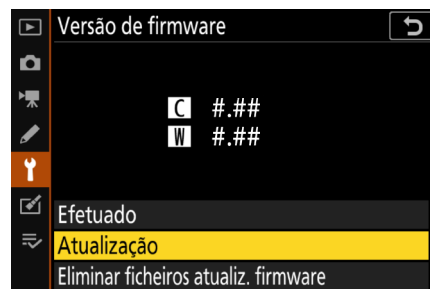 Versão de firmware
C #.##
W #.##
Efetuado
Atualização
Eliminar ficheiros atualiz. firmware